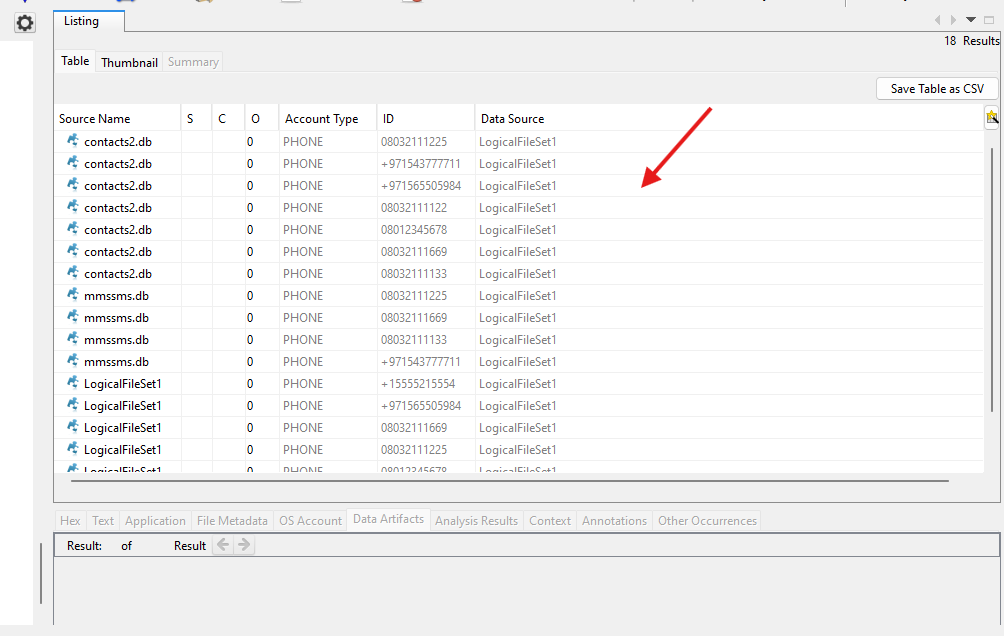 Listing
18 Results
Table Thumbnail Summary
Save Table as CSV
Source Name S C O Account Type ID Data Source
contacts2.db 0 PHONE 08032111225 LogicalFileSet1
contacts2.db 0 PHONE +971543777711 LogicalFileSet1
contacts2.db 0 PHONE +971565505984 LogicalFileSet1
contacts2.db 0 PHONE 08032111122 LogicalFileSet1
contacts2.db 0 PHONE 08012345678 LogicalFileSet1
contacts2.db 0 PHONE 08032111669 LogicalFileSet1
contacts2.db 0 PHONE 08032111133 LogicalFileSet1
mmssms.db 0 PHONE 08032111225 LogicalFileSet1
mmssms.db 0 PHONE 08032111669 LogicalFileSet1
mmssms.db 0 PHONE 08032111133 LogicalFileSet1
mmssms.db 0 PHONE +971543777711 LogicalFileSet1
LogicalFileSet1 0 PHONE +15555215554 LogicalFileSet1
LogicalFileSet1 0 PHONE +971565505984 LogicalFileSet1
LogicalFileSet1 0 PHONE 08032111669 LogicalFileSet1
LogicalFileSet1 0 PHONE 08032111225 LogicalFileSet1
LogicalFileSet1 0 PHONE 08012345678 LogicalFileSet1
Hex Text Application File Metadata OS Account Data Artifacts Analysis Results Context Annotations Other Occurrences
Result: of Result